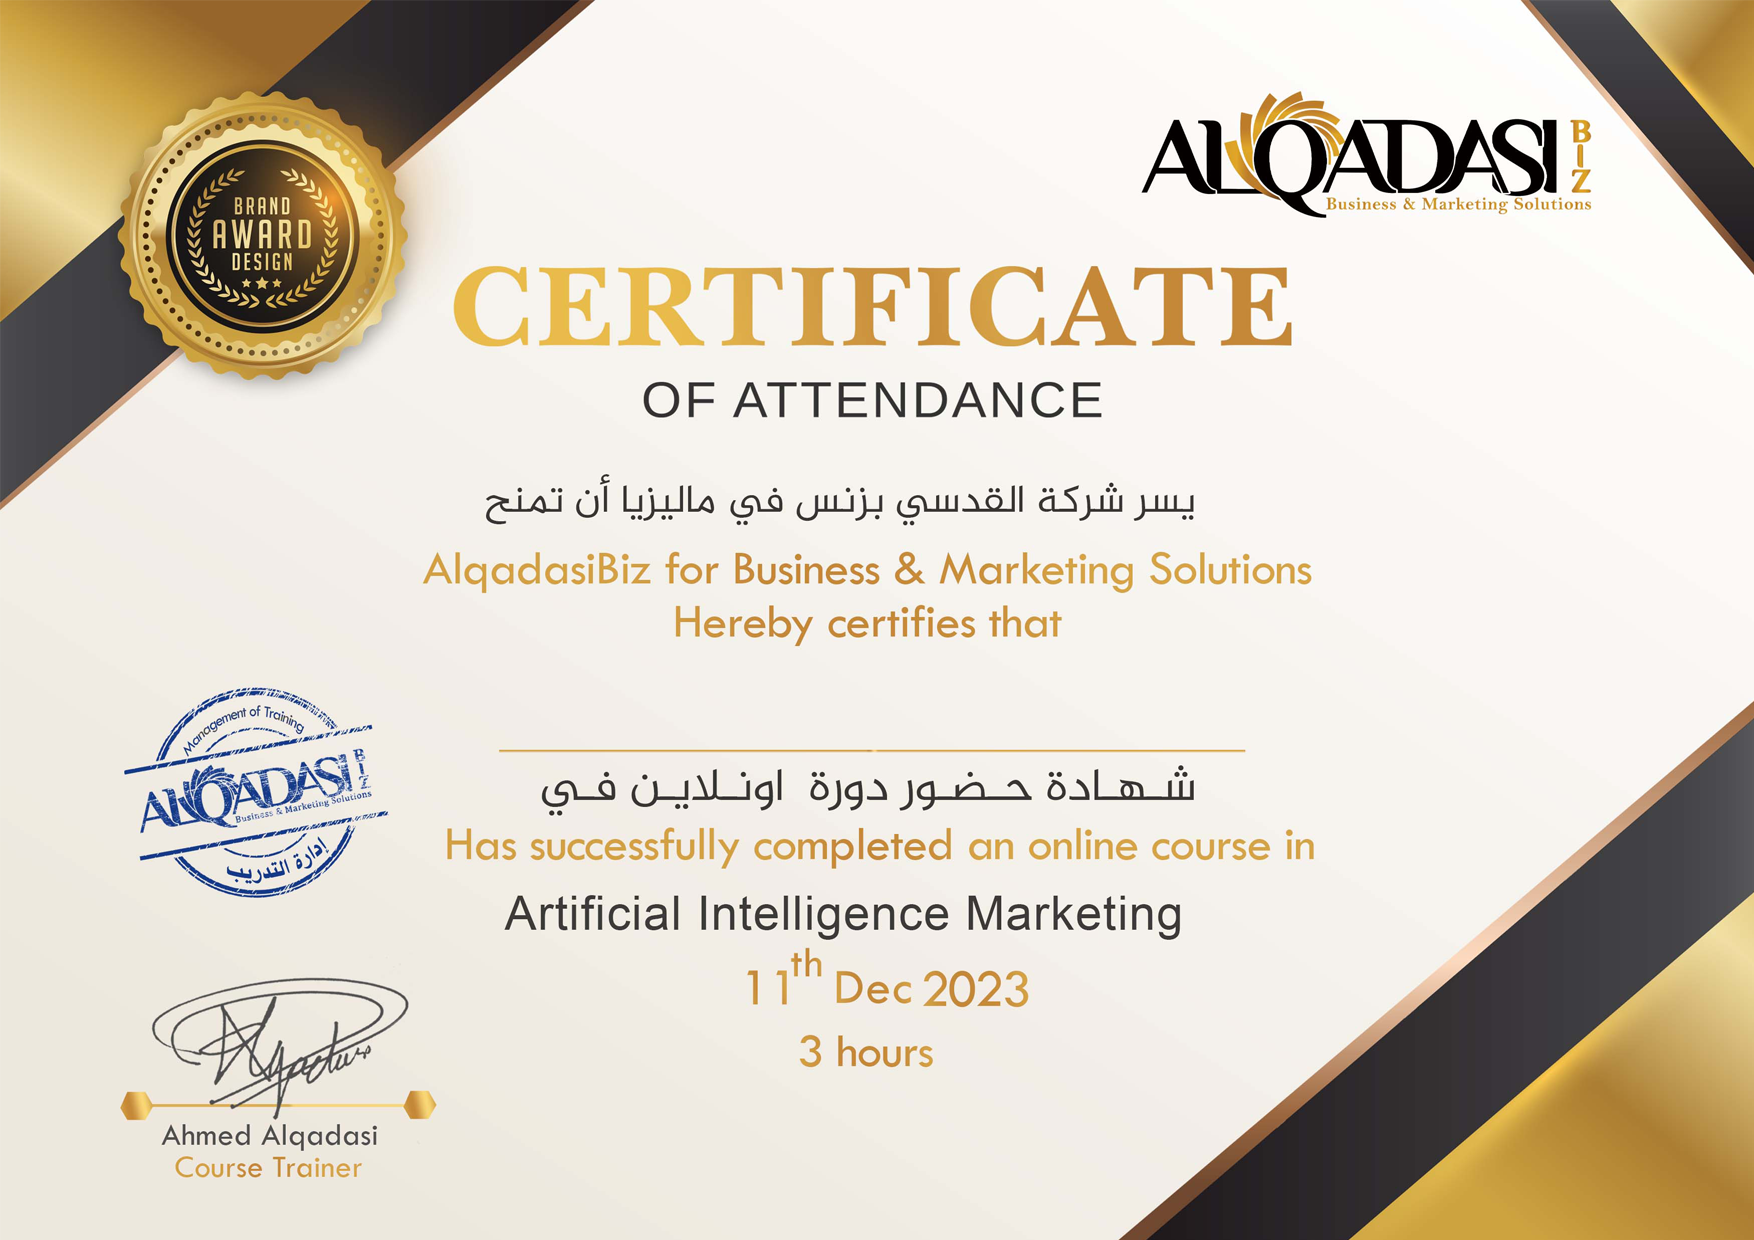 BRAND
AWARD
DESIGN
ALQADASI BIZ
Business & Marketing Solutions
CERTIFICATE
OF ATTENDANCE
يسر شركة القدسي بزنس في ماليزيا أن تمنح
AlqadasiBiz for Business & Marketing Solutions
Hereby certifies that
Management of Training
ALQADASI BIZ
Business & Marketing Solutions
إدارة التدريب
شهادة حضور دورة اونلاين في
Has successfully completed an online course in
Artificial Intelligence Marketing
11th Dec 2023
3 hours
Ahmed Alqadasi
Course Trainer